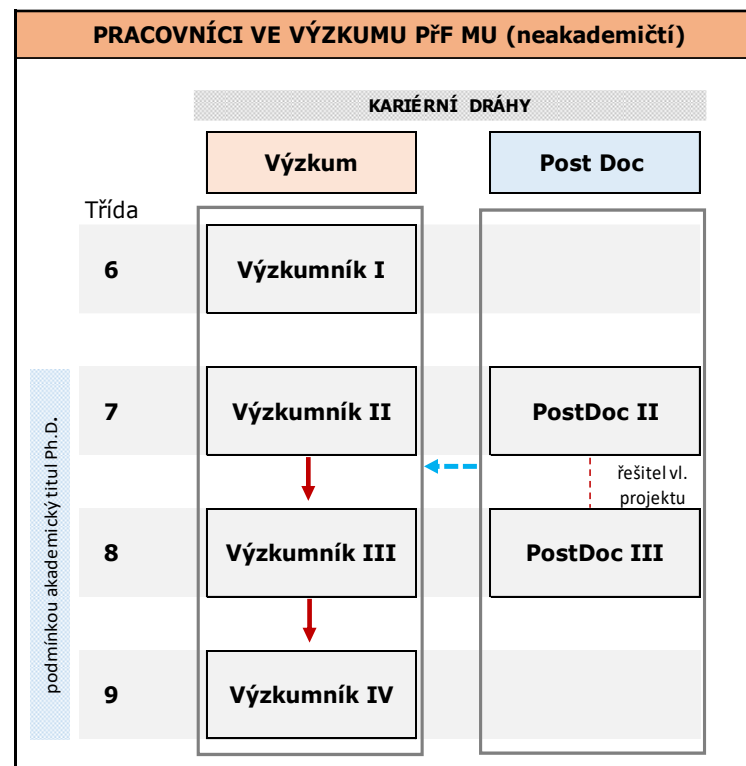 PRACOVNÍCI VE VÝZKUMU PřF MU (neakademičtí)
KARIÉRNÍ DRÁHY
Výzkum
Post Doc
Třída
6
Výzkumník I
podmínkou akademický titul Ph.D.
7
Výzkumník II
PostDoc II
řešitel vl.
projektu
8
Výzkumník III
PostDoc III
9
Výzkumník IV